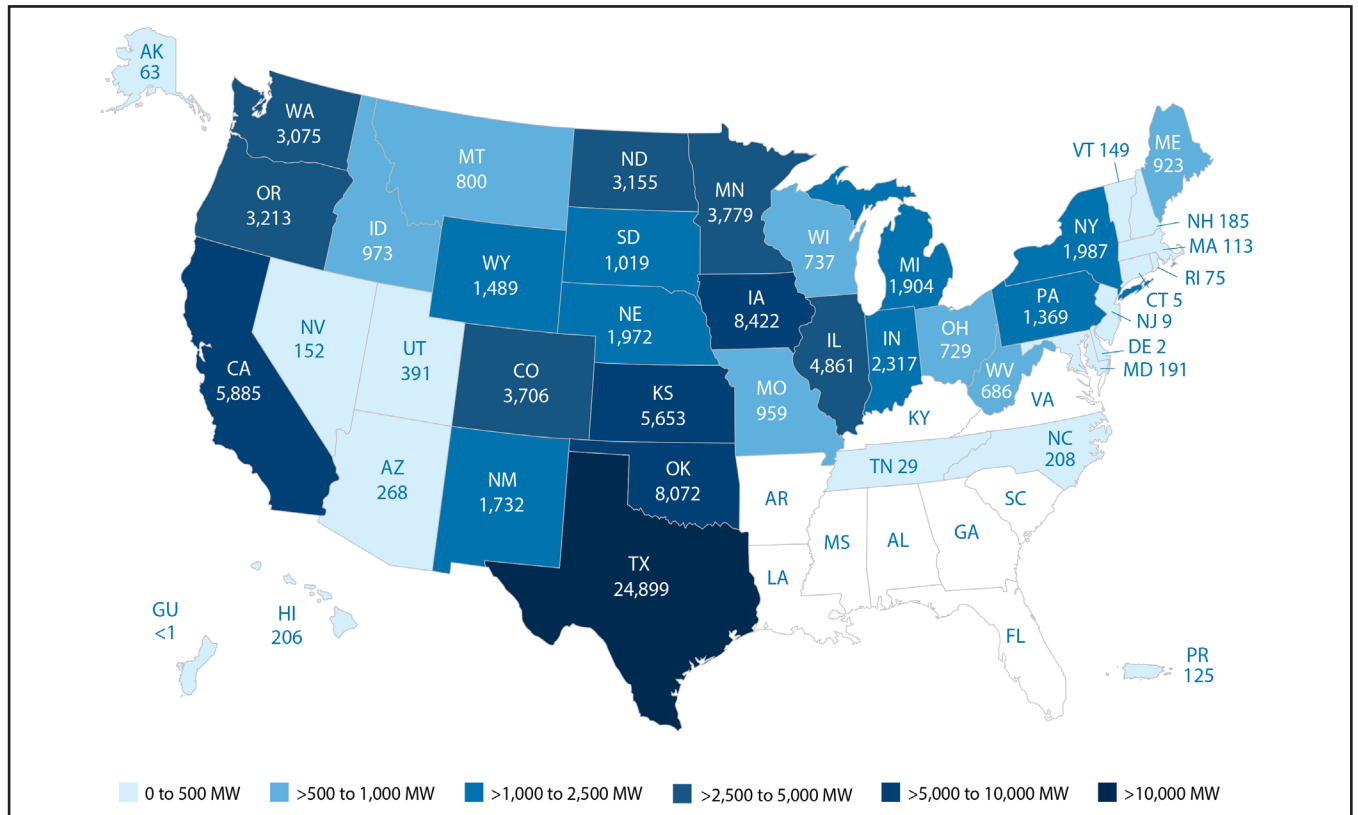 AK
63
WA
3,075
OR
3,213
CA
5,885
ID
973
NV
152
MT
800
WY
1,489
UT
391
AZ
268
CO
3,706
NM
1,732
ND
3,155
SD
1,019
NE
1,972
KS
5,653
OK
8,072
TX
24,899
MN
3,779
IA
8,422
MO
959
AR
LA
WI
737
IL
4,861
MI
1,904
IN
2,317
OH
729
KY
WV
686
VA
TN 29
NC
208
SC
MS
AL
GA
FL
PA
1,369
NY
1,987
VT 149
ME
923
NH 185
MA 113
RI 75
CT 5
NJ 9
DE 2
MD 191
GU
<1
HI
206
PR
125
0 to 500 MW
>500 to 1,000 MW
>1,000 to 2,500 MW
>2,500 to 5,000 MW
>5,000 to 10,000 MW
>10,000 MW